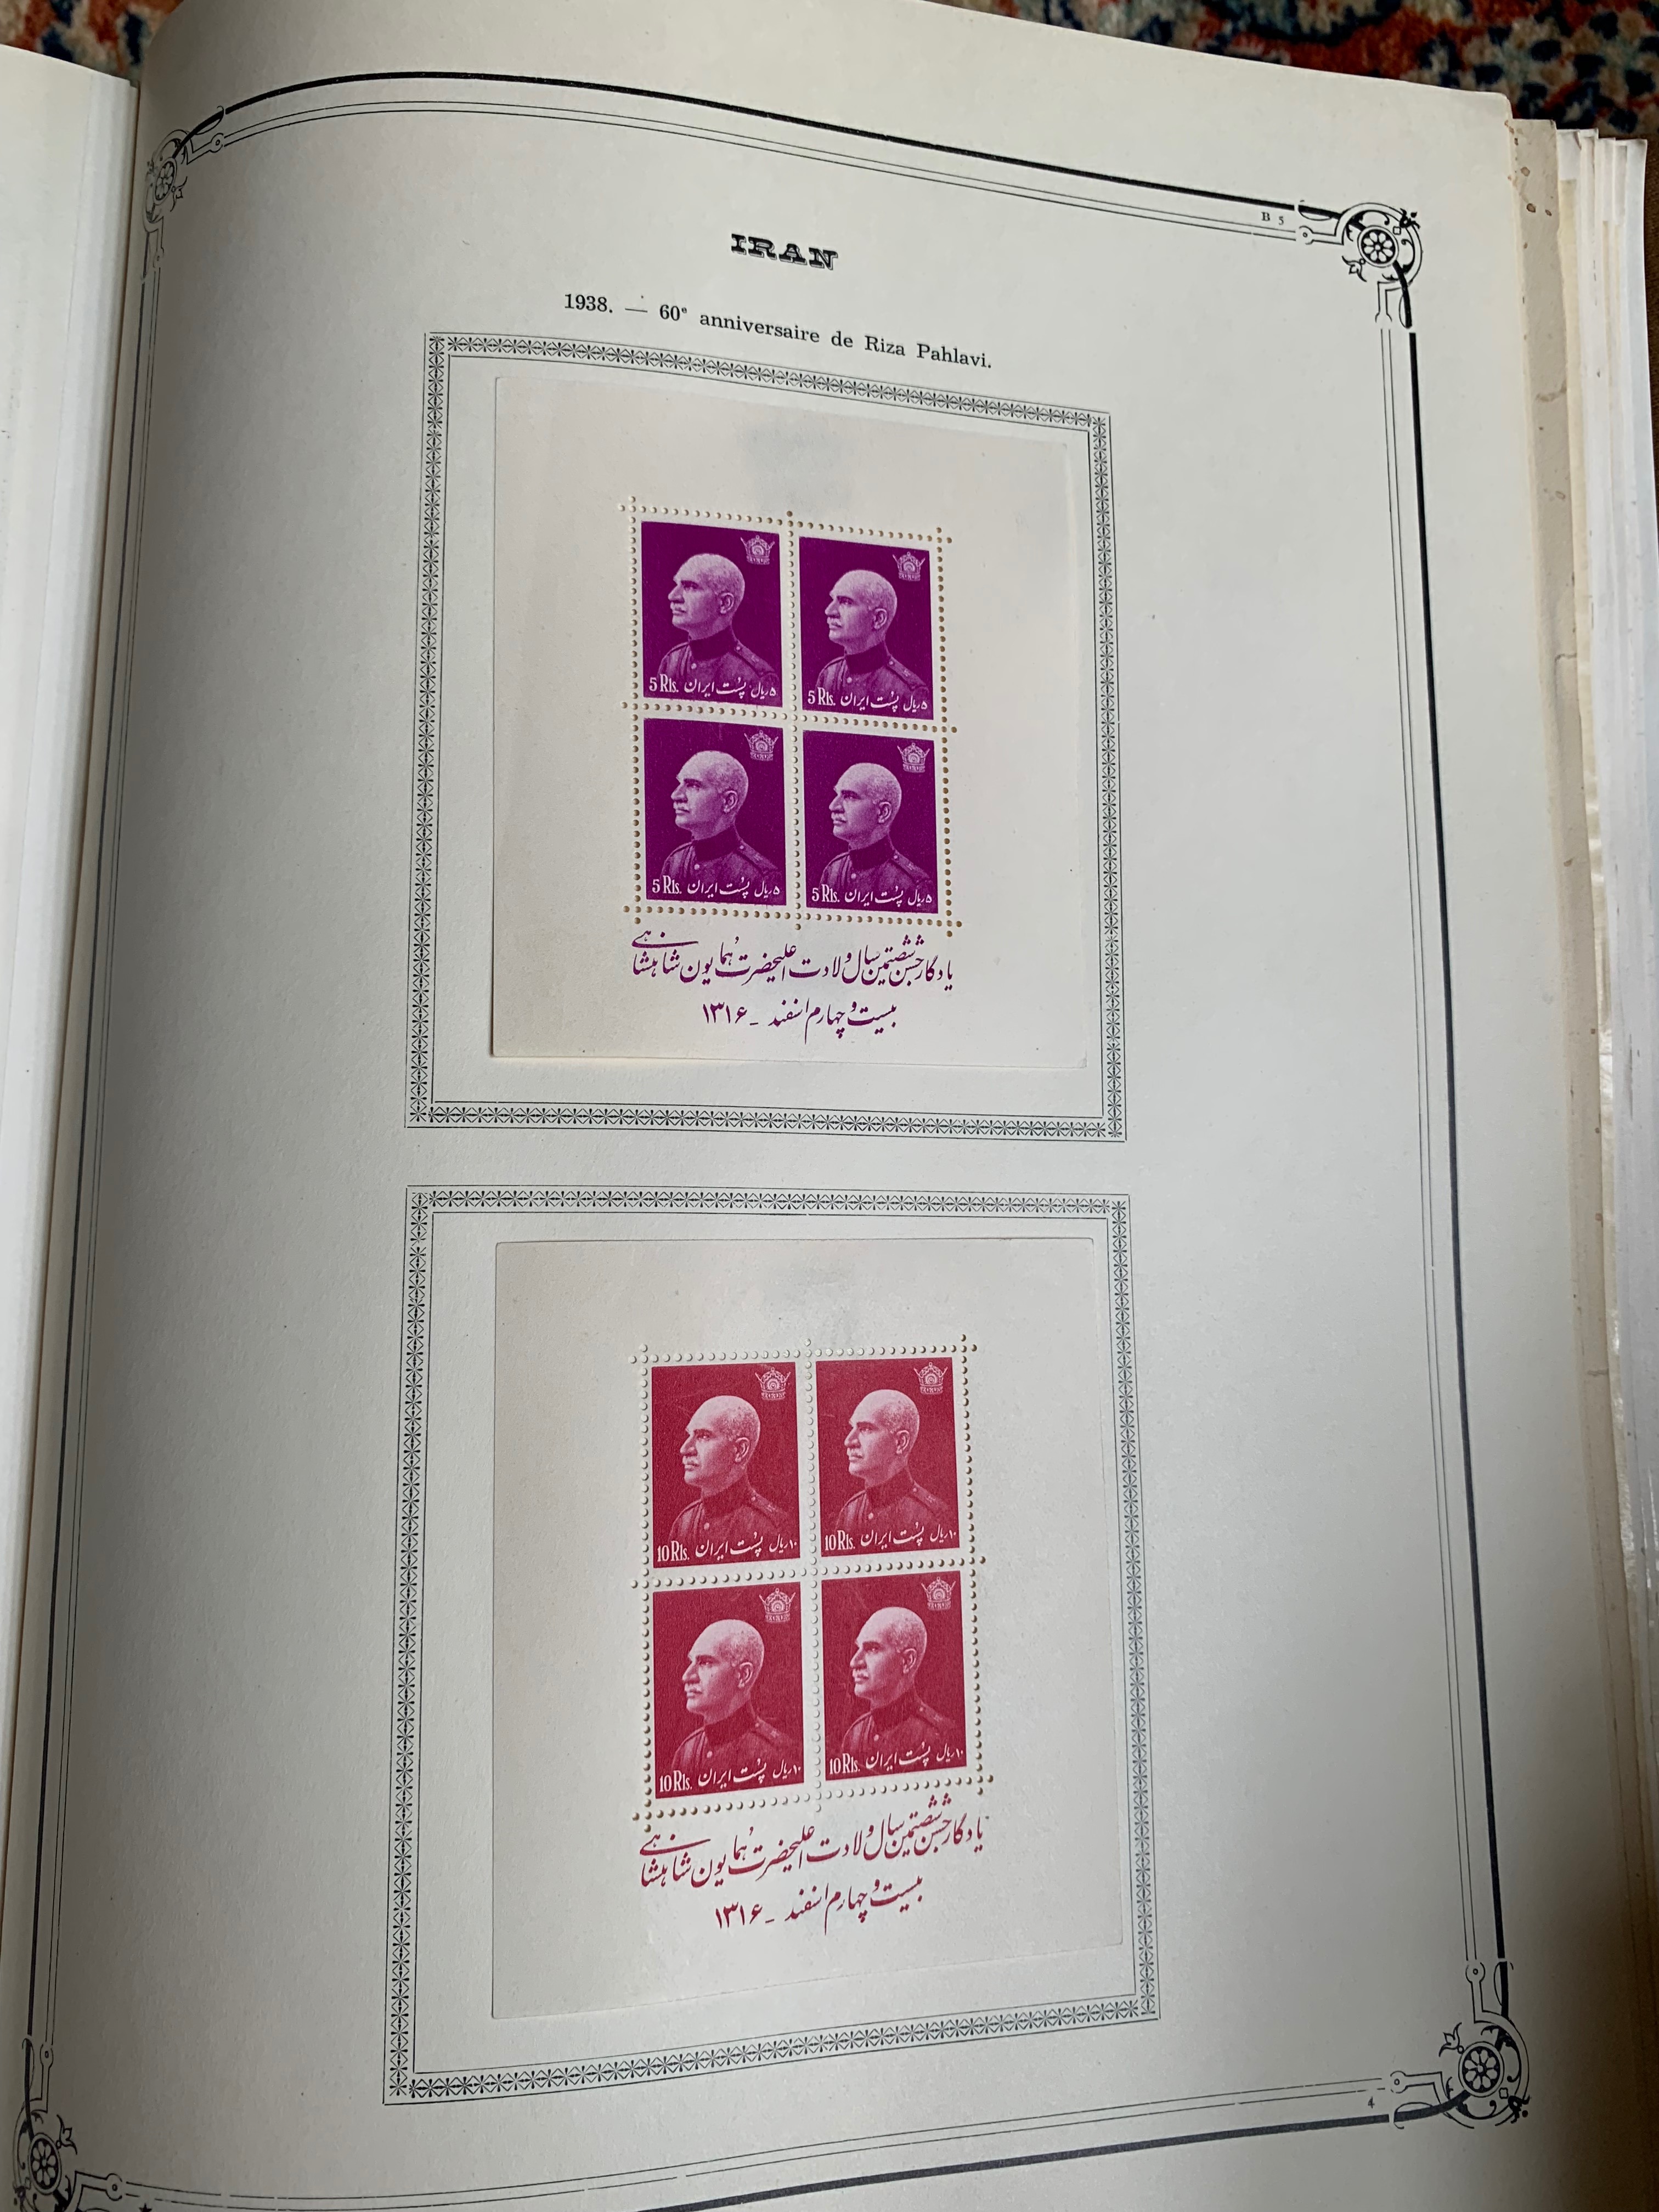 B 5
IRAN
1938. — 60e anniversaire de Riza Pahlavi.
5 Rls. پست ایران ۵ ریال
5 Rls. پست ایران ۵ ریال
5 Rls. پست ایران ۵ ریال
5 Rls. پست ایران ۵ ریال
یادگار جشن شصتمین سال ولادت اعلیحضرت همایون شاهنشاهی
بیست و چهارم اسفند - ۱۳۱۶
10 Rls. پست ایران ۱۰ ریال
10 Rls. پست ایران ۱۰ ریال
10 Rls. پست ایران ۱۰ ریال
10 Rls. پست ایران ۱۰ ریال
یادگار جشن شصتمین سال ولادت اعلیحضرت همایون شاهنشاهی
بیست و چهارم اسفند - ۱۳۱۶
4